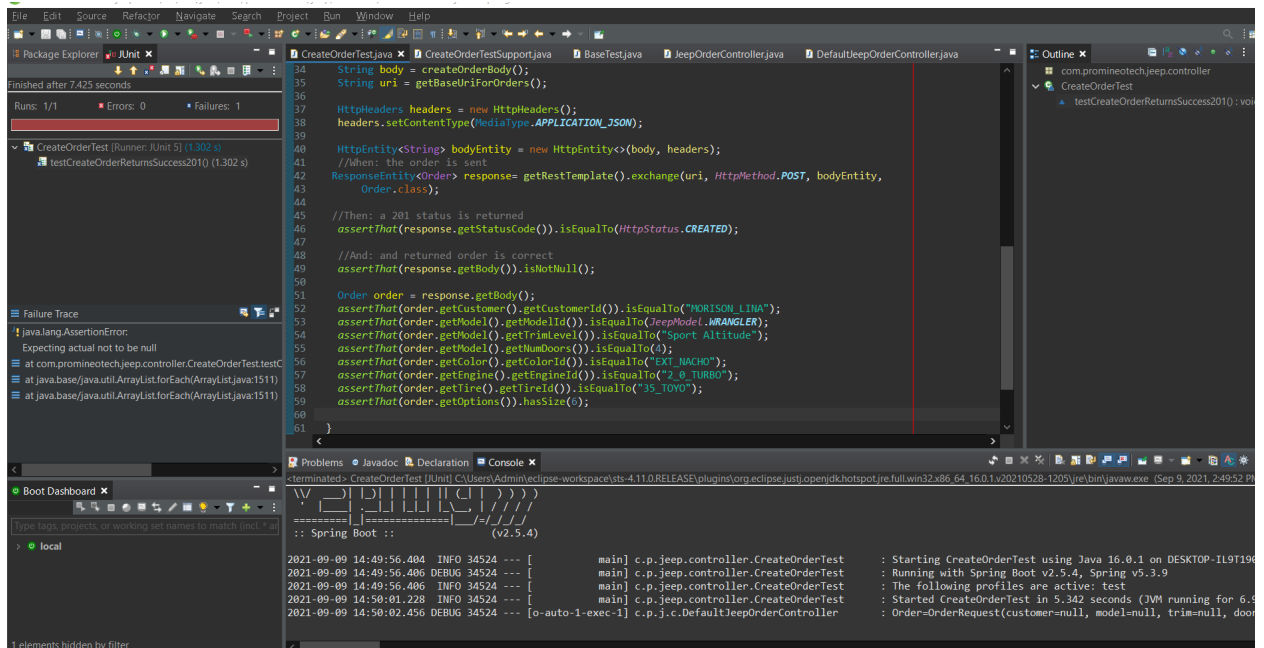 File Edit Source Refactor Navigate Search Project Run Window Help
Package Explorer JUnit
Finished after 7.425 seconds
Runs: 1/1 Errors: 0 Failures: 1
CreateOrderTest [Runner: JUnit 5] (1.302 s)
testCreateOrderReturnsSuccess201() (1.302 s)
Failure Trace
java.lang.AssertionError:
Expecting actual not to be null
at com.promineotech.jeep.controller.CreateOrderTest.testC
at java.base/java.util.ArrayList.forEach(ArrayList.java:1511)
at java.base/java.util.ArrayList.forEach(ArrayList.java:1511)
Boot Dashboard
Type tags, projects, or working set names to match (incl. * an
local
1 elements hidden by filter
CreateOrderTest.java CreateOrderTestSupport.java BaseTest.java JeepOrderController.java DefaultJeepOrderController.java
34 String body = createOrderBody();
35 String uri = getBaseUriForOrders();
36
37 HttpHeaders headers = new HttpHeaders();
38 headers.setContentType(MediaType.APPLICATION_JSON);
39
40 HttpEntity<String> bodyEntity = new HttpEntity<>(body, headers);
41 //When: the order is sent
42 ResponseEntity<Order> response= getRestTemplate().exchange(uri, HttpMethod.POST, bodyEntity,
43 Order.class);
44
45 //Then: a 201 status is returned
46 assertThat(response.getStatusCode()).isEqualTo(HttpStatus.CREATED);
47
48 //And: and returned order is correct
49 assertThat(response.getBody()).isNotNull();
50
51 Order order = response.getBody();
52 assertThat(order.getCustomer().getCustomerId()).isEqualTo("MORISON_LINA");
53 assertThat(order.getModel().getModelId()).isEqualTo(JeepModel.WRANGLER);
54 assertThat(order.getModel().getTrimLevel()).isEqualTo("Sport Altitude");
55 assertThat(order.getModel().getNumDoors()).isEqualTo(4);
56 assertThat(order.getColor().getColorId()).isEqualTo("EXT_NACHO");
57 assertThat(order.getEngine().getEngineId()).isEqualTo("2_0_TURBO");
58 assertThat(order.getTire().getTireId()).isEqualTo("35_TOYO");
59 assertThat(order.getOptions()).hasSize(6);
60
61 }
Outline
com.promineotech.jeep.controller
CreateOrderTest
testCreateOrderReturnsSuccess201() : voi
Problems Javadoc Declaration Console
<terminated> CreateOrderTest [JUnit] C:\Users\Admin\eclipse-workspace\sts-4.11.0.RELEASE\plugins\org.eclipse.justj.openjdk.hotspot.jre.full.win32.x86_64_16.0.1.v20210528-1205\jre\bin\javaw.exe (Sep 9, 2021, 2:49:52 PM
\\/ ___)| |_)| | | | | || (_| | ) ) ) )
' |____| .__|_| |_|_| |_\__, | / / / /
=========|_|==============|___/=/_/_/_/
:: Spring Boot :: (v2.5.4)
2021-09-09 14:49:56.404 INFO 34524 --- [ main] c.p.jeep.controller.CreateOrderTest : Starting CreateOrderTest using Java 16.0.1 on DESKTOP-IL9T190
2021-09-09 14:49:56.406 DEBUG 34524 --- [ main] c.p.jeep.controller.CreateOrderTest : Running with Spring Boot v2.5.4, Spring v5.3.9
2021-09-09 14:49:56.406 INFO 34524 --- [ main] c.p.jeep.controller.CreateOrderTest : The following profiles are active: test
2021-09-09 14:50:01.228 INFO 34524 --- [ main] c.p.jeep.controller.CreateOrderTest : Started CreateOrderTest in 5.342 seconds (JVM running for 6.9
2021-09-09 14:50:02.456 DEBUG 34524 --- [o-auto-1-exec-1] c.p.j.c.DefaultJeepOrderController : Order=OrderRequest(customer=null, model=null, trim=null, doo